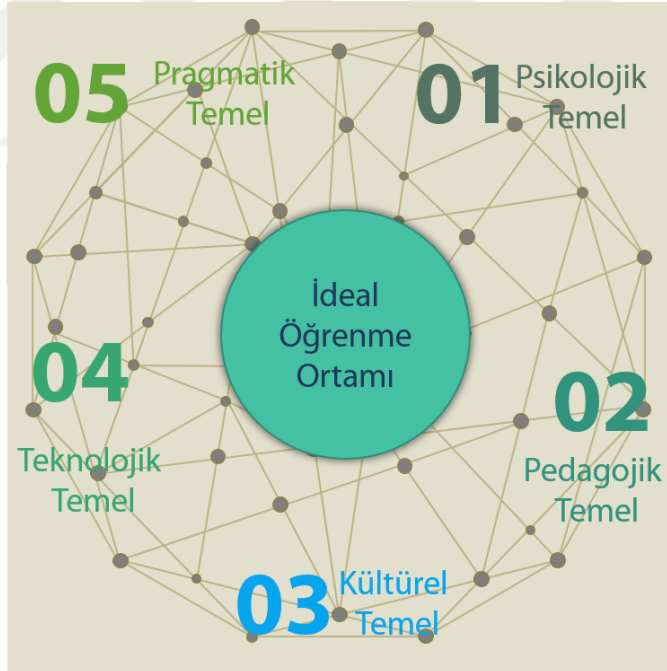 05 Pragmatik
Temel
01 Psikolojik
Temel
İdeal
Öğrenme
Ortamı
04
Teknolojik
Temel
02
Pedagojik
Temel
03 Kültürel
Temel